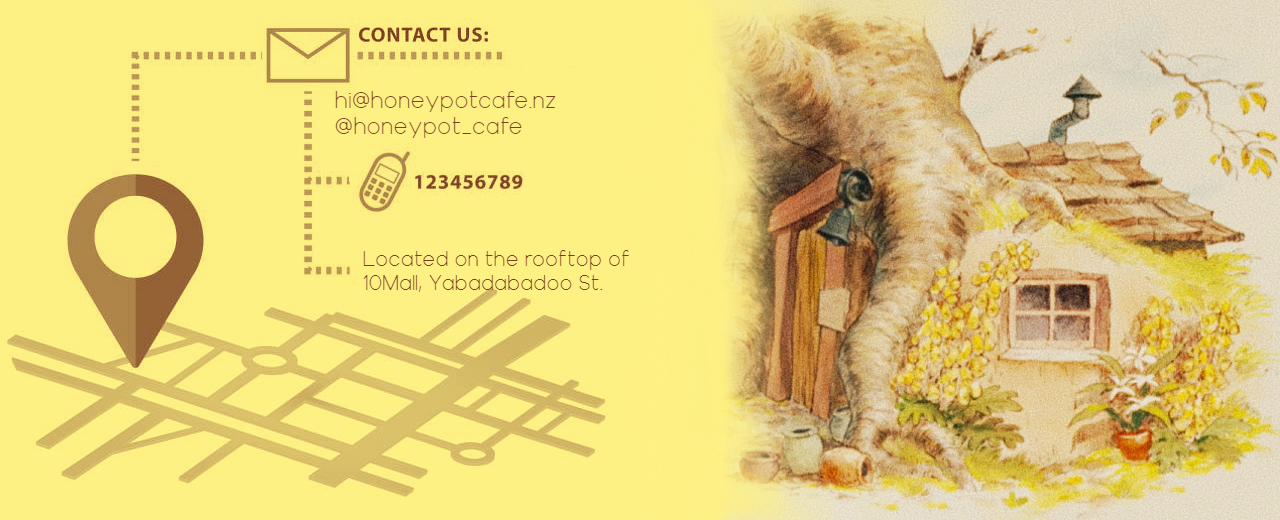 CONTACT US:
hi@honeypotcafe.nz
@honeypot_cafe
123456789
Located on the rooftop of
10Mall, Yabadabadoo St.